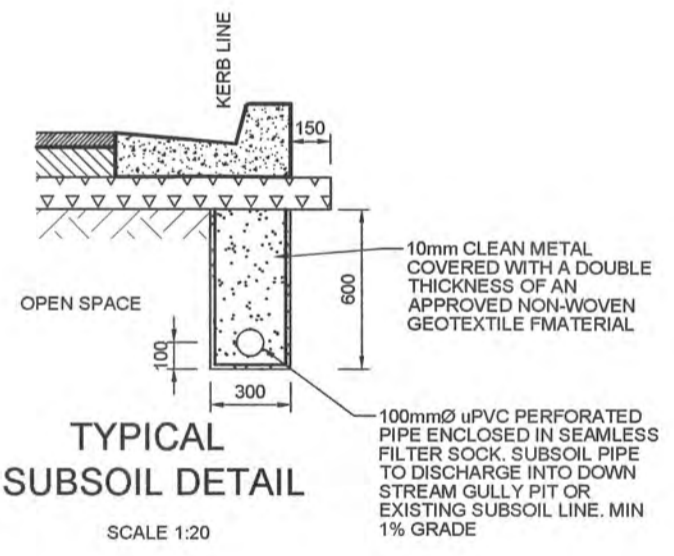 KERB LINE
150
10mm CLEAN METAL
COVERED WITH A DOUBLE
THICKNESS OF AN
APPROVED NON-WOVEN
GEOTEXTILE FMATERIAL
600
OPEN SPACE
100
300
100mmØ uPVC PERFORATED
PIPE ENCLOSED IN SEAMLESS
FILTER SOCK. SUBSOIL PIPE
TO DISCHARGE INTO DOWN
STREAM GULLY PIT OR
EXISTING SUBSOIL LINE. MIN
1% GRADE
TYPICAL
SUBSOIL DETAIL
SCALE 1:20